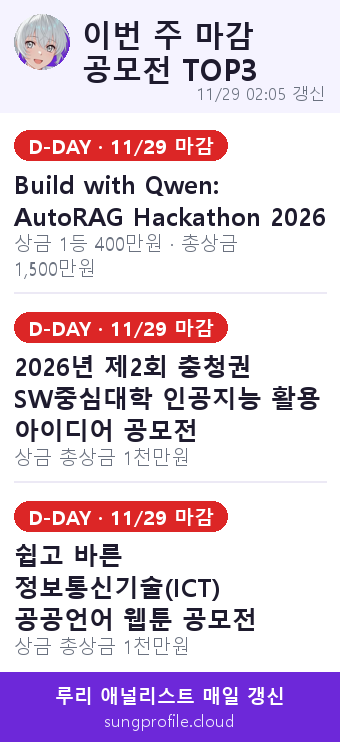 이번 주 마감
공모전 TOP3
11/29 02:05 갱신
D-DAY · 11/29 마감
Build with Qwen:
AutoRAG Hackathon 2026
상금 1등 400만원 · 총상금
1,500만원
D-DAY · 11/29 마감
2026년 제2회 충청권
SW중심대학 인공지능 활용
아이디어 공모전
상금 총상금 1천만원
D-DAY · 11/29 마감
쉽고 바른
정보통신기술(ICT)
공공언어 웹툰 공모전
상금 총상금 1천만원
루리 애널리스트 매일 갱신
sungprofile.cloud